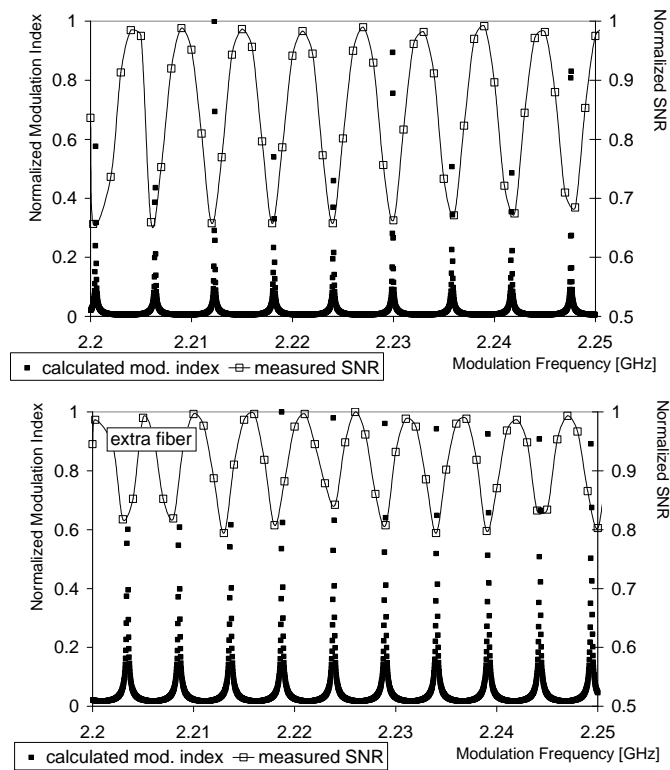 Normalized Modulation Index
1
0.8
0.6
0.4
0.2
0
1
0.9
0.8
0.7
0.6
0.5
Normalized SNR
2.2 2.21 2.22 2.23 2.24 2.25
Modulation Frequency [GHz]
calculated mod. index measured SNR
Normalized Modulation Index
1
0.8
0.6
0.4
0.2
0
extra fiber
1
0.9
0.8
0.7
0.6
0.5
Normalized SNR
2.2 2.21 2.22 2.23 2.24 2.25
Modulation Frequency [GHz]
calculated mod. index measured SNR